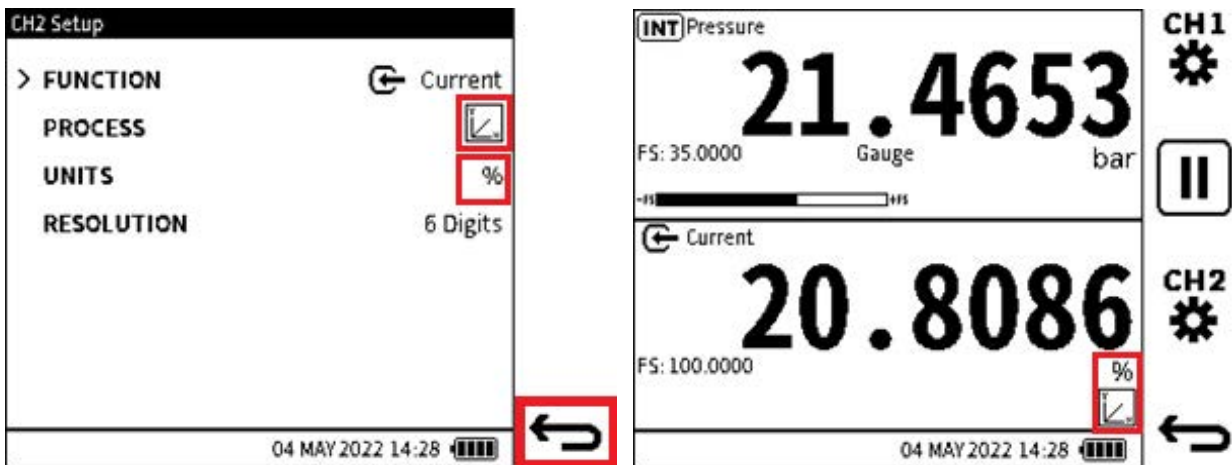 CH2 Setup
> FUNCTION Current
PROCESS
UNITS %
RESOLUTION 6 Digits
04 MAY 2022 14:28
INT Pressure
21.4653
FS: 35.0000 Gauge bar
-FS +FS
Current
20.8086
FS: 100.0000 %
04 MAY 2022 14:28
CH1
CH2